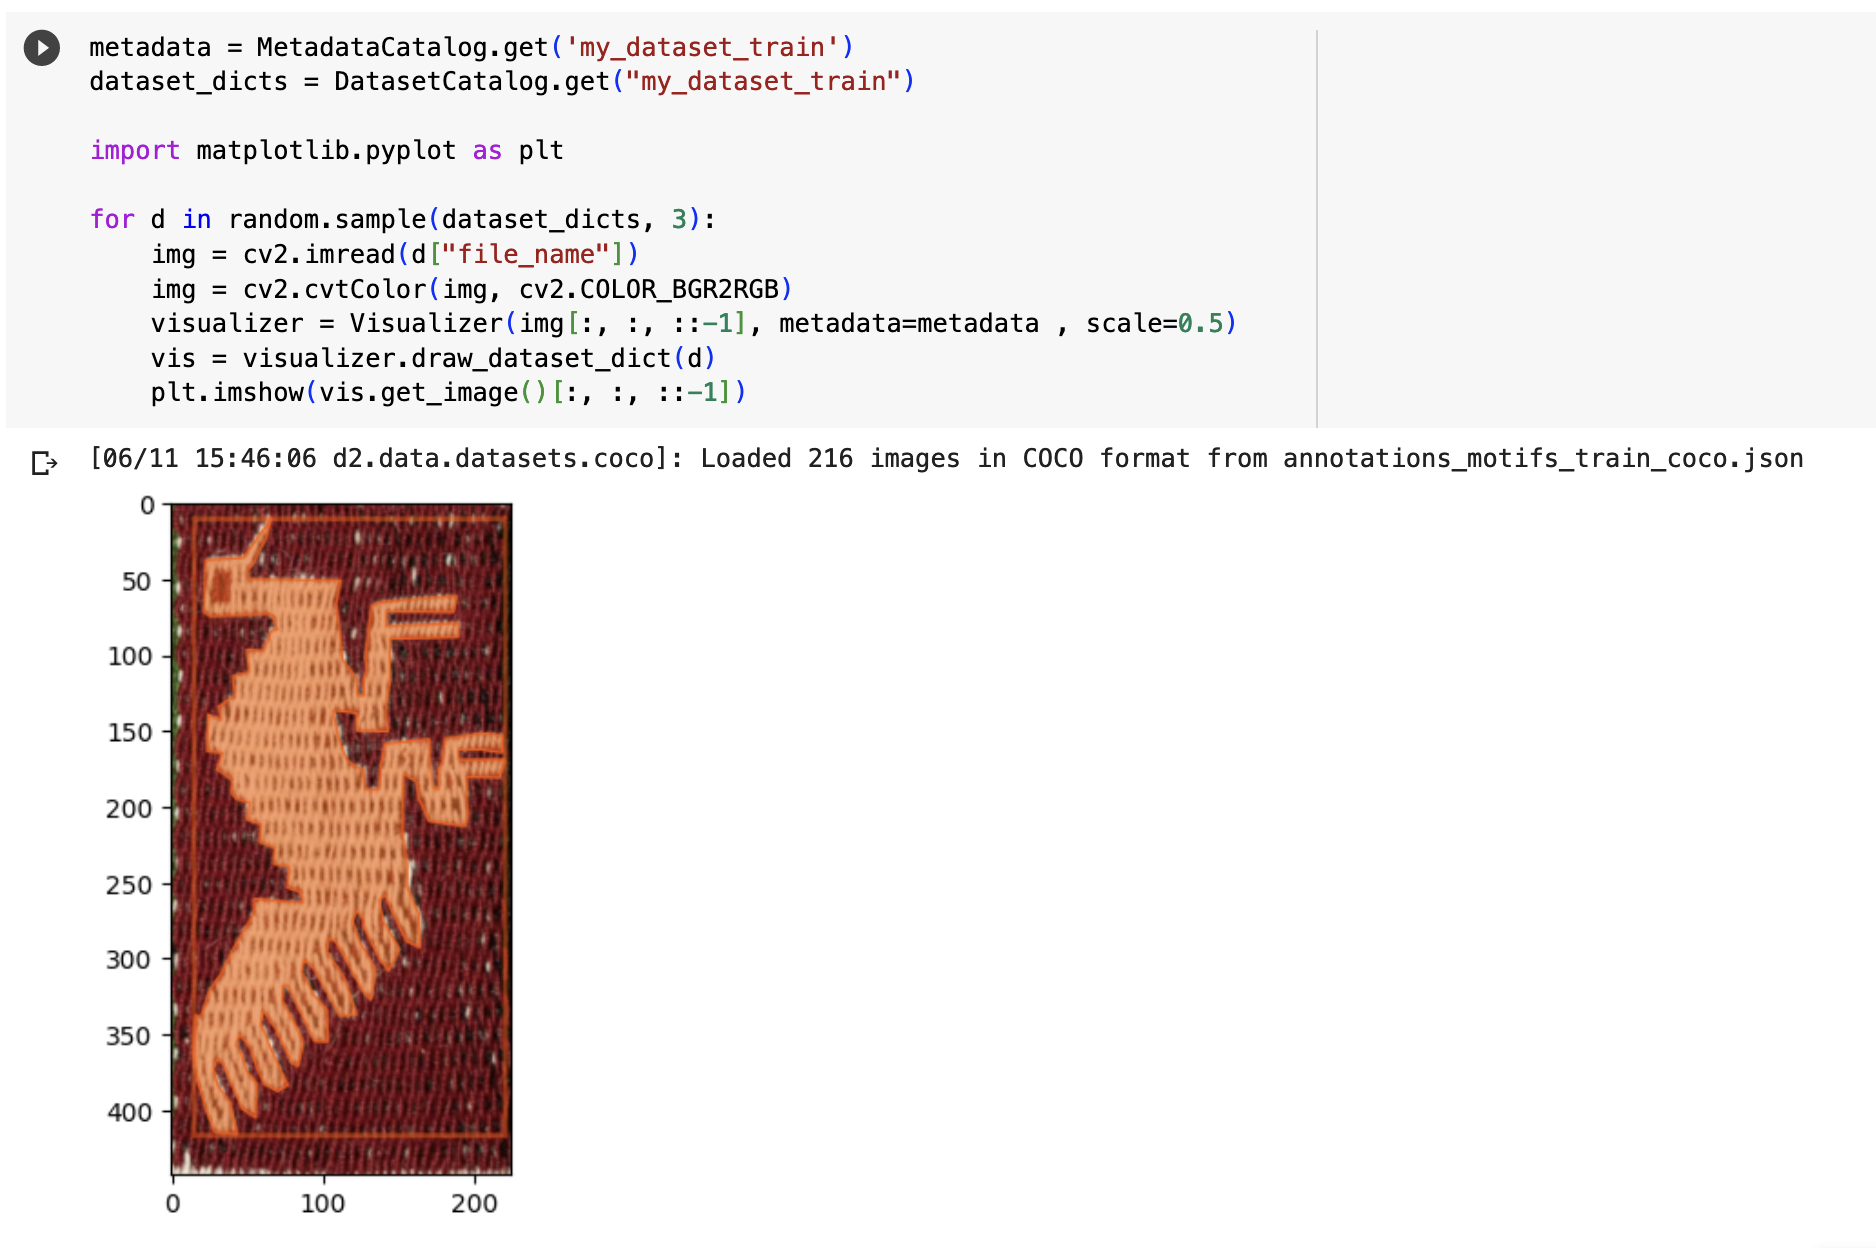 metadata = MetadataCatalog.get('my_dataset_train')
dataset_dicts = DatasetCatalog.get("my_dataset_train")
import matplotlib.pyplot as plt
for d in random.sample(dataset_dicts, 3):
    img = cv2.imread(d["file_name"])
    img = cv2.cvtColor(img, cv2.COLOR_BGR2RGB)
    visualizer = Visualizer(img[:, :, ::-1], metadata=metadata , scale=0.5)
    vis = visualizer.draw_dataset_dict(d)
    plt.imshow(vis.get_image()[:, :, ::-1])
[06/11 15:46:06 d2.data.datasets.coco]: Loaded 216 images in COCO format from annotations_motifs_train_coco.json
0
50
100
150
200
250
300
350
400
0 100 200